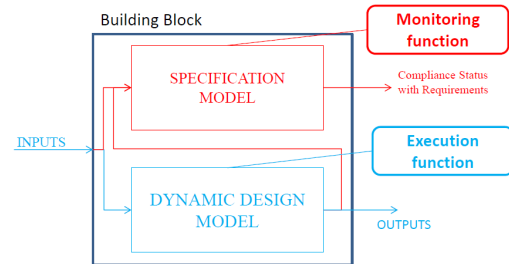 Building Block
Monitoring
function
SPECIFICATION
MODEL
Compliance Status
with Requirements
INPUTS
Execution
function
DYNAMIC DESIGN
MODEL
OUTPUTS